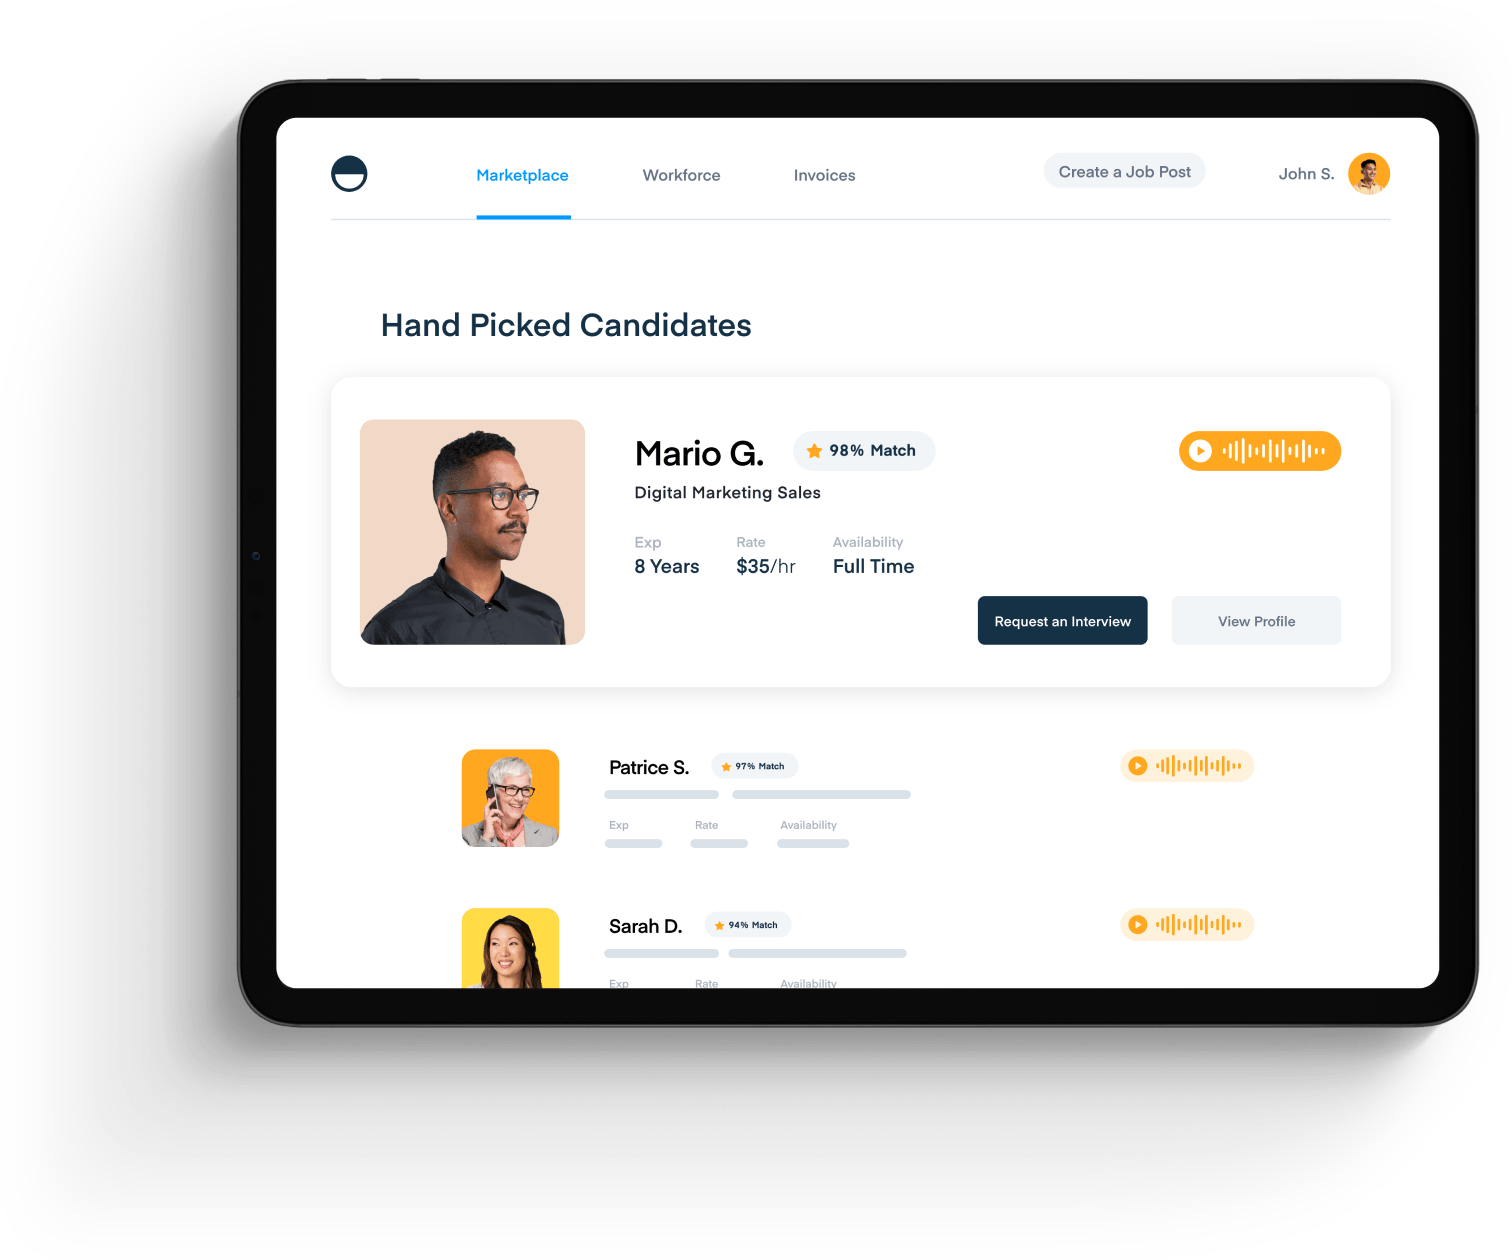 Marketplace Workforce Invoices Create a Job Post John S.
Hand Picked Candidates
Mario G. 98% Match
Digital Marketing Sales
Exp Rate Availability
8 Years $35/hr Full Time
Request an Interview View Profile
Patrice S. 97% Match
Exp Rate Availability
Sarah D. 94% Match
Exp Rate Availability